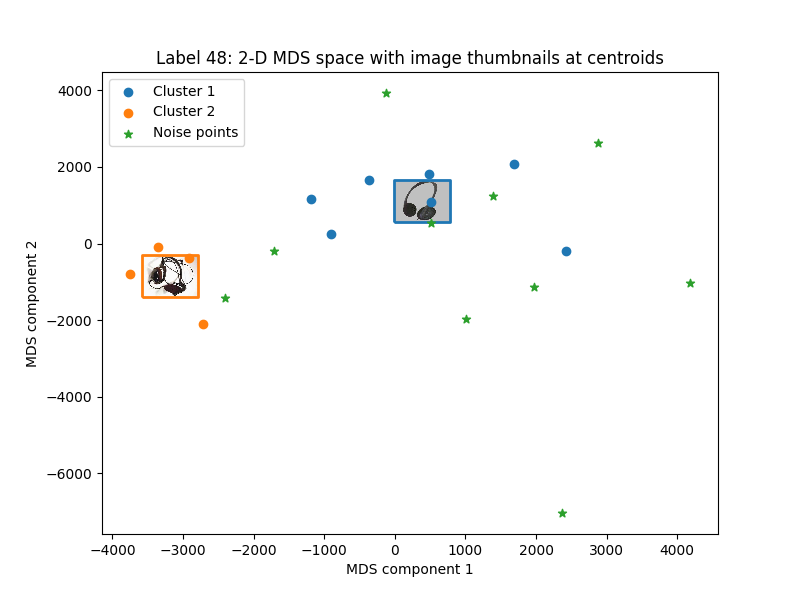 Label 48: 2-D MDS space with image thumbnails at centroids
Cluster 1
Cluster 2
Noise points
4000
2000
0
−2000
−4000
−6000
MDS component 2
−4000 −3000 −2000 −1000 0 1000 2000 3000 4000
MDS component 1